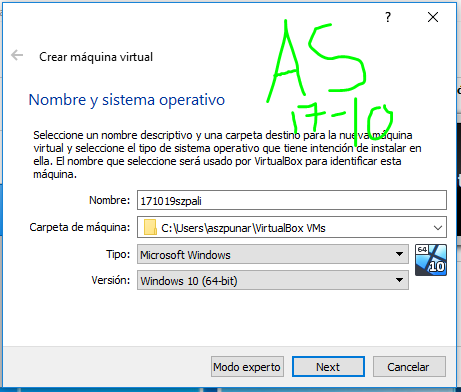 Crear máquina virtual
AS
17-10
Nombre y sistema operativo
Seleccione un nombre descriptivo y una carpeta destino para la nueva máquina
virtual y seleccione el tipo de sistema operativo que tiene intención de instalar en
ella. El nombre que seleccione será usado por VirtualBox para identificar esta
máquina.
Nombre: 171019szpali
Carpeta de máquina: C:\Users\aszpunar\VirtualBox VMs
Tipo: Microsoft Windows
64
Versión: Windows 10 (64-bit)
10
Modo experto Next Cancelar